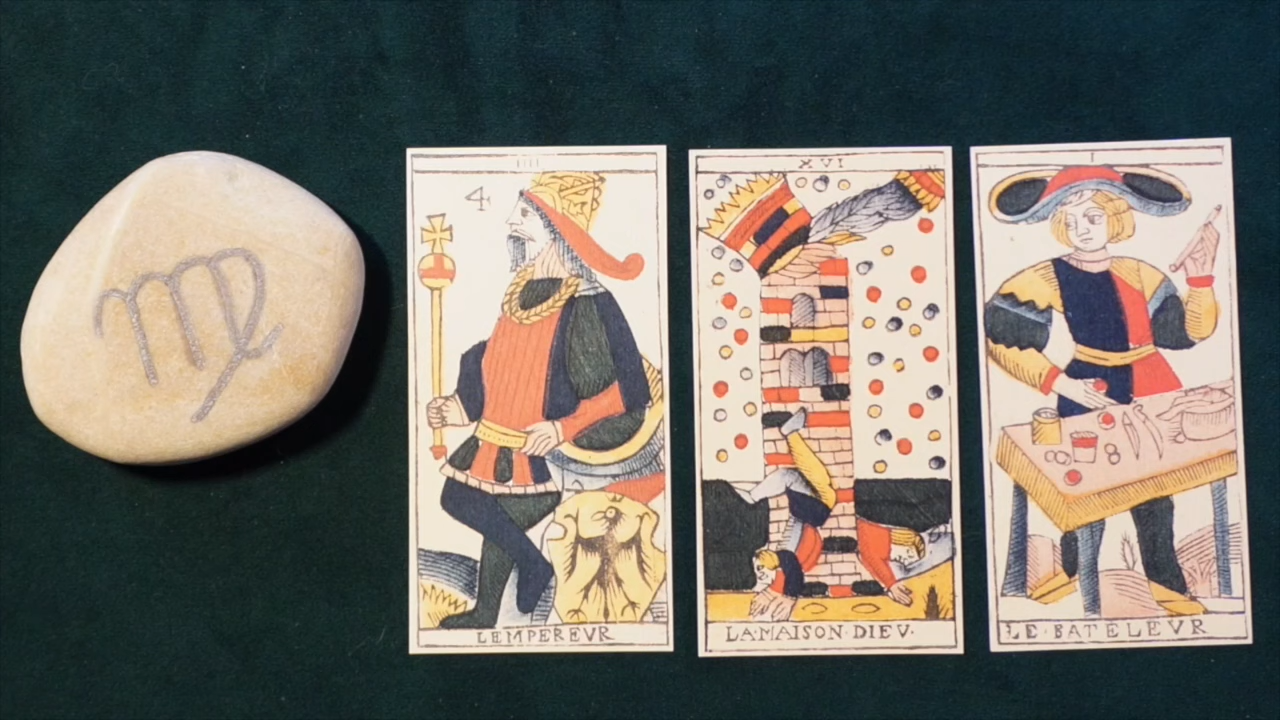 ♍
IIII
4
LEMPEREVR
XVI
LA·MAISON·DIEV·
I
LE·BATELEVR